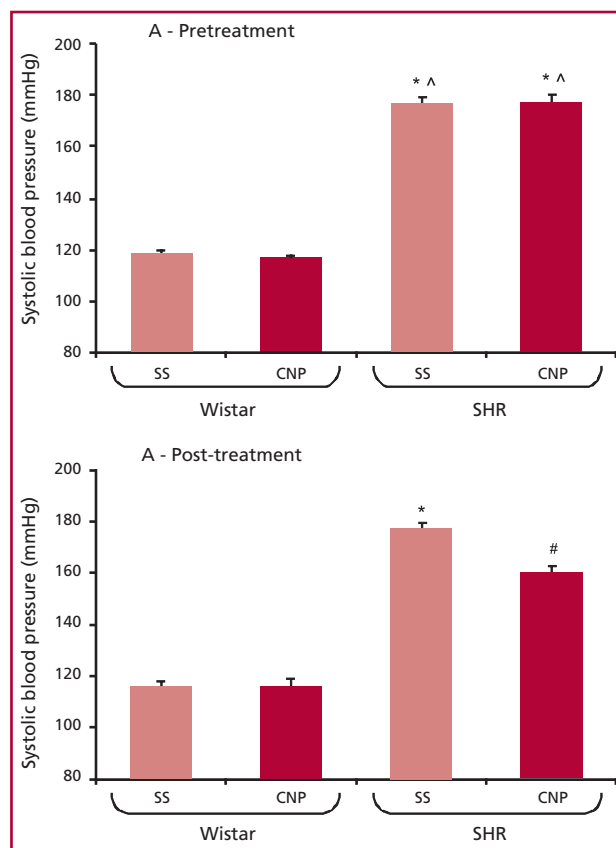 A - Pretreatment
Systolic blood pressure (mmHg)
200
180
160
140
120
100
80
* ^
* ^
SS
CNP
SS
CNP
Wistar
SHR
A - Post-treatment
Systolic blood pressure (mmHg)
200
180
160
140
120
100
80
*
#
SS
CNP
SS
CNP
Wistar
SHR